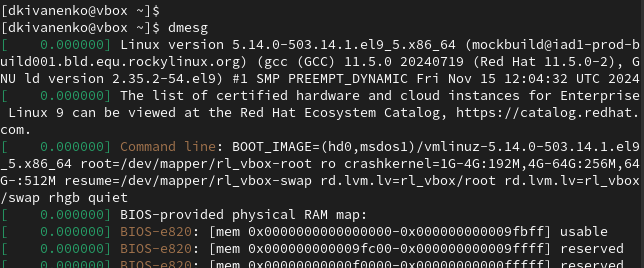 [dkivanenko@vbox ~]$
[dkivanenko@vbox ~]$ dmesg
[    0.000000] Linux version 5.14.0-503.14.1.el9_5.x86_64 (mockbuild@iad1-prod-b
uild001.bld.equ.rockylinux.org) (gcc (GCC) 11.5.0 20240719 (Red Hat 11.5.0-2), G
NU ld version 2.35.2-54.el9) #1 SMP PREEMPT_DYNAMIC Fri Nov 15 12:04:32 UTC 2024
[    0.000000] The list of certified hardware and cloud instances for Enterprise
 Linux 9 can be viewed at the Red Hat Ecosystem Catalog, https://catalog.redhat.
com.
[    0.000000] Command line: BOOT_IMAGE=(hd0,msdos1)/vmlinuz-5.14.0-503.14.1.el9
_5.x86_64 root=/dev/mapper/rl_vbox-root ro crashkernel=1G-4G:192M,4G-64G:256M,64
G-:512M resume=/dev/mapper/rl_vbox-swap rd.lvm.lv=rl_vbox/root rd.lvm.lv=rl_vbox
/swap rhgb quiet
[    0.000000] BIOS-provided physical RAM map:
[    0.000000] BIOS-e820: [mem 0x0000000000000000-0x000000000009fbff] usable
[    0.000000] BIOS-e820: [mem 0x000000000009fc00-0x000000000009ffff] reserved
[    0.000000] BIOS-e820: [mem 0x00000000000f0000-0x00000000000fffff] reserved